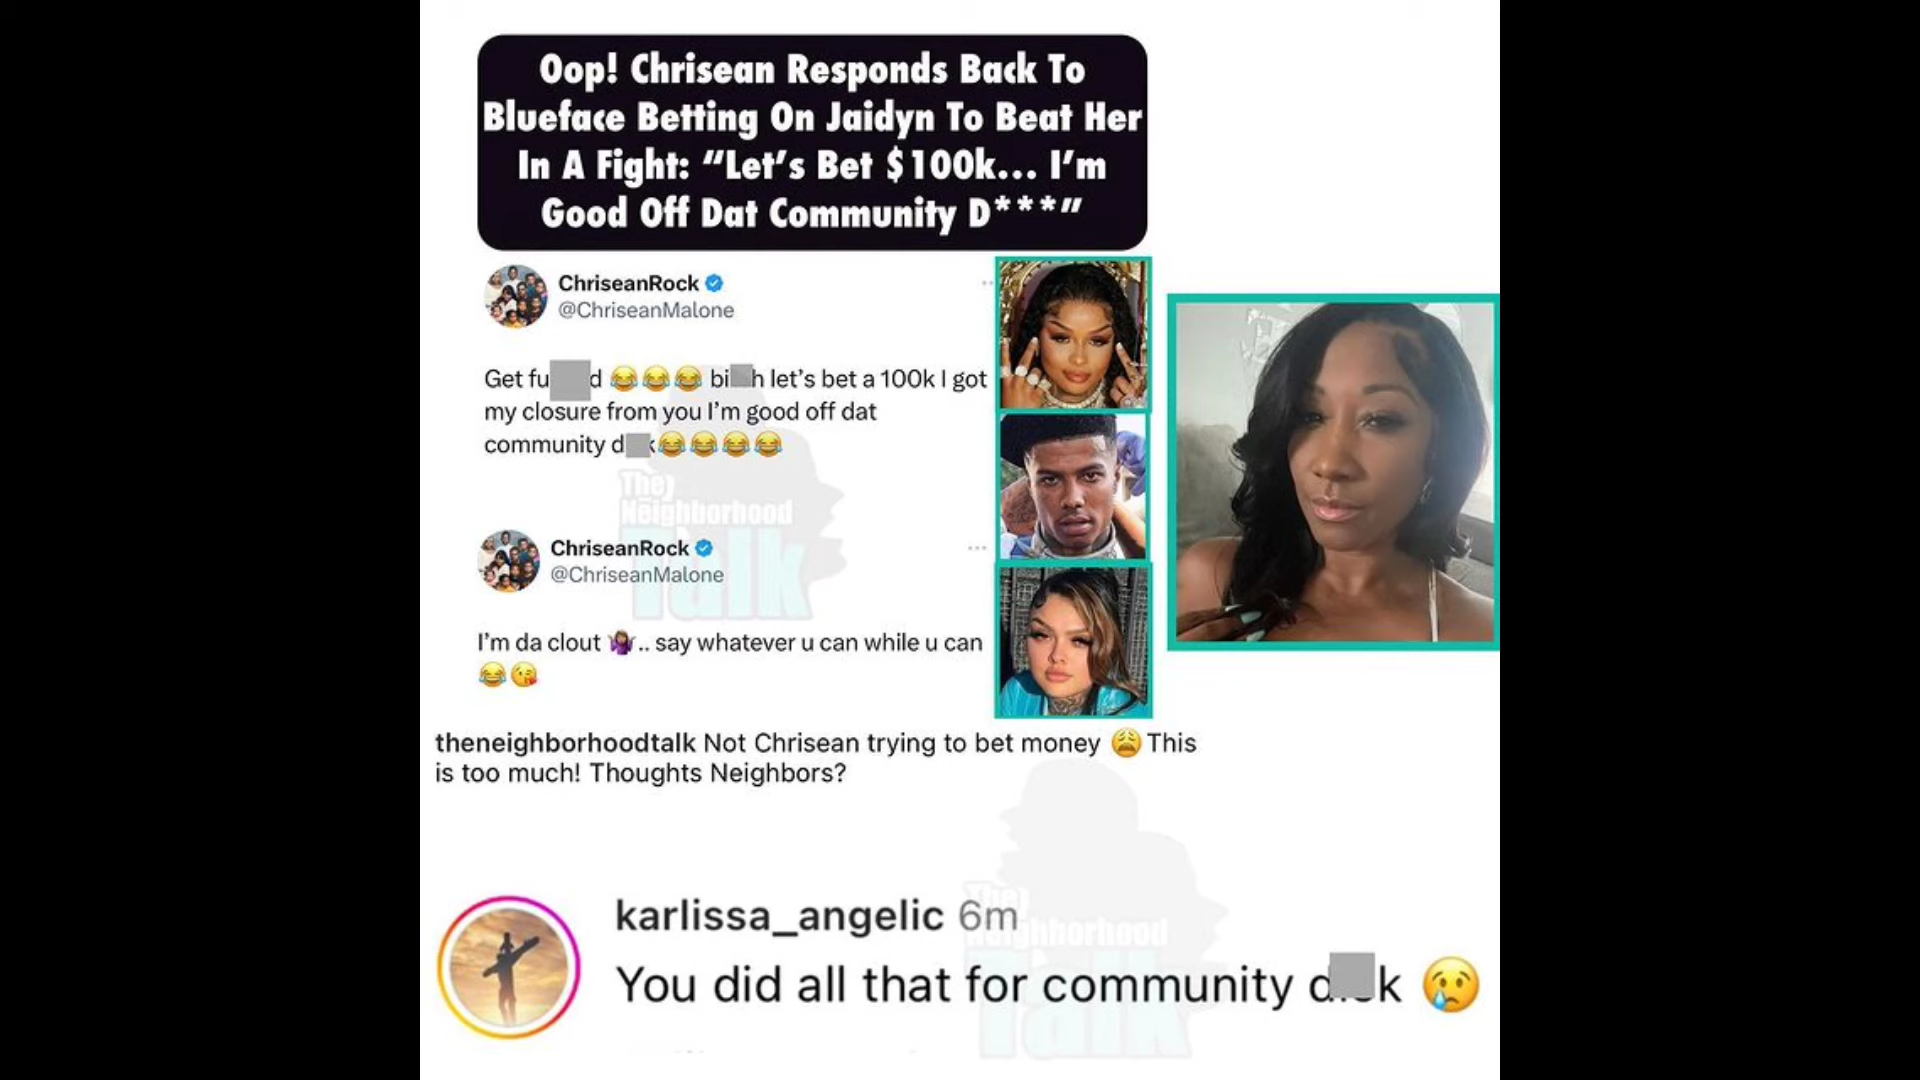 Oop! Chrisean Responds Back To
Blueface Betting On Jaidyn To Beat Her
In A Fight: “Let’s Bet $100k... I’m
Good Off Dat Community D***”
ChriseanRock
@ChriseanMalone
Get fu d 😂😂😂 bi h let’s bet a 100k I got
my closure from you I’m good off dat
community d k😂😂😂😂
The
Neighborhood
Talk
ChriseanRock
@ChriseanMalone
I’m da clout 🤷🏽‍♀️.. say whatever u can while u can
😂😘
theneighborhoodtalk Not Chrisean trying to bet money 😩 This
is too much! Thoughts Neighbors?
The
Neighborhood
Talk
karlissa_angelic 6m
You did all that for community d k 😢